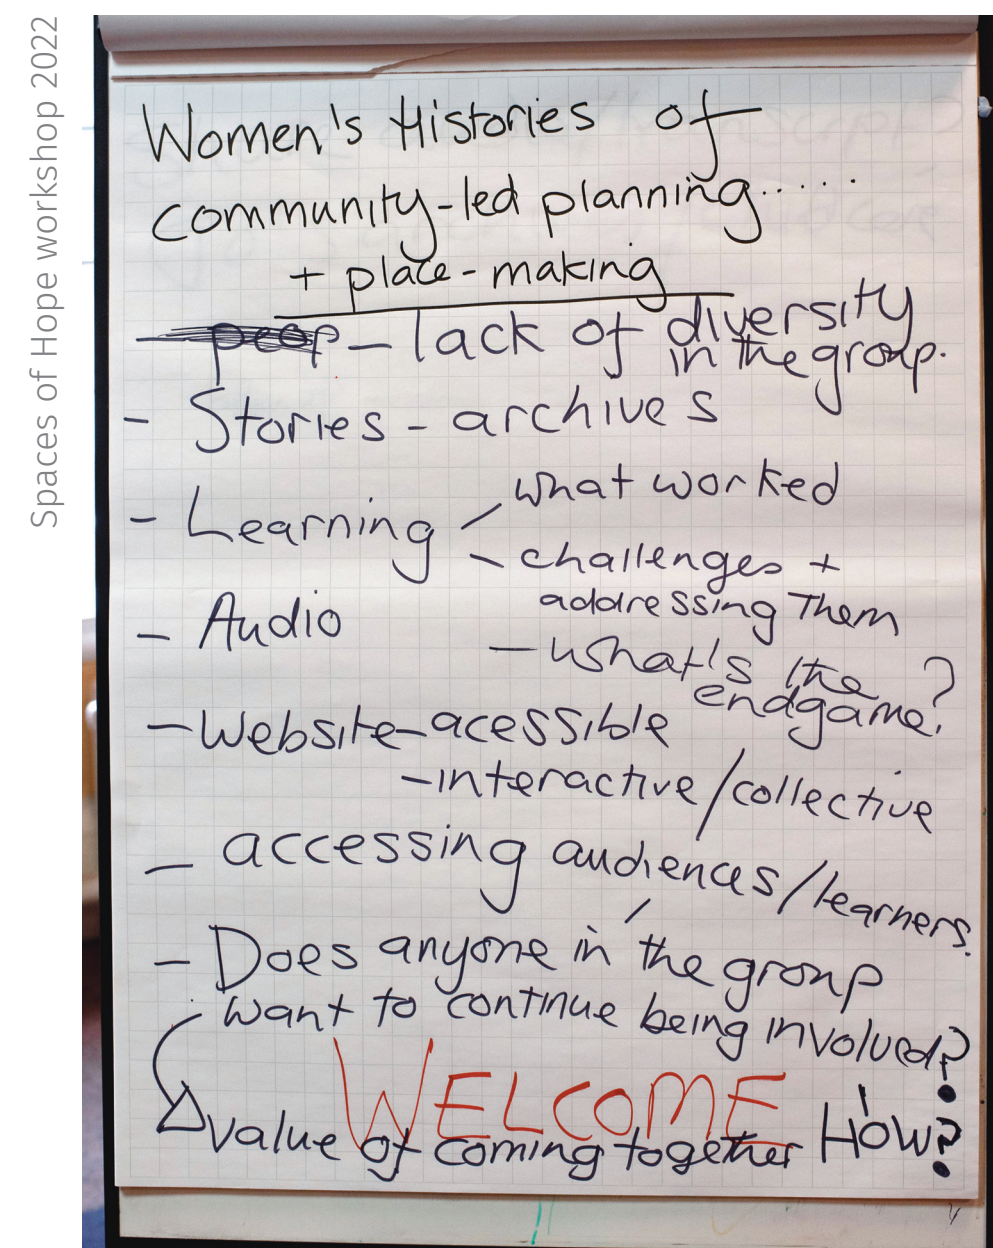 Spaces of Hope workshop 2022
Women's Histories of
community-led planning.....
+ place-making
- peop - lack of diversity
in the group.
- Stories - archives
- Learning - what worked
- challenges +
addressing them
- Audio
- what's the
endgame?
- Website - acessible
- interactive/collective
- accessing audiences/learners.
- Does anyone in the group
want to continue being involved?
WELCOME
value of coming together HOW?